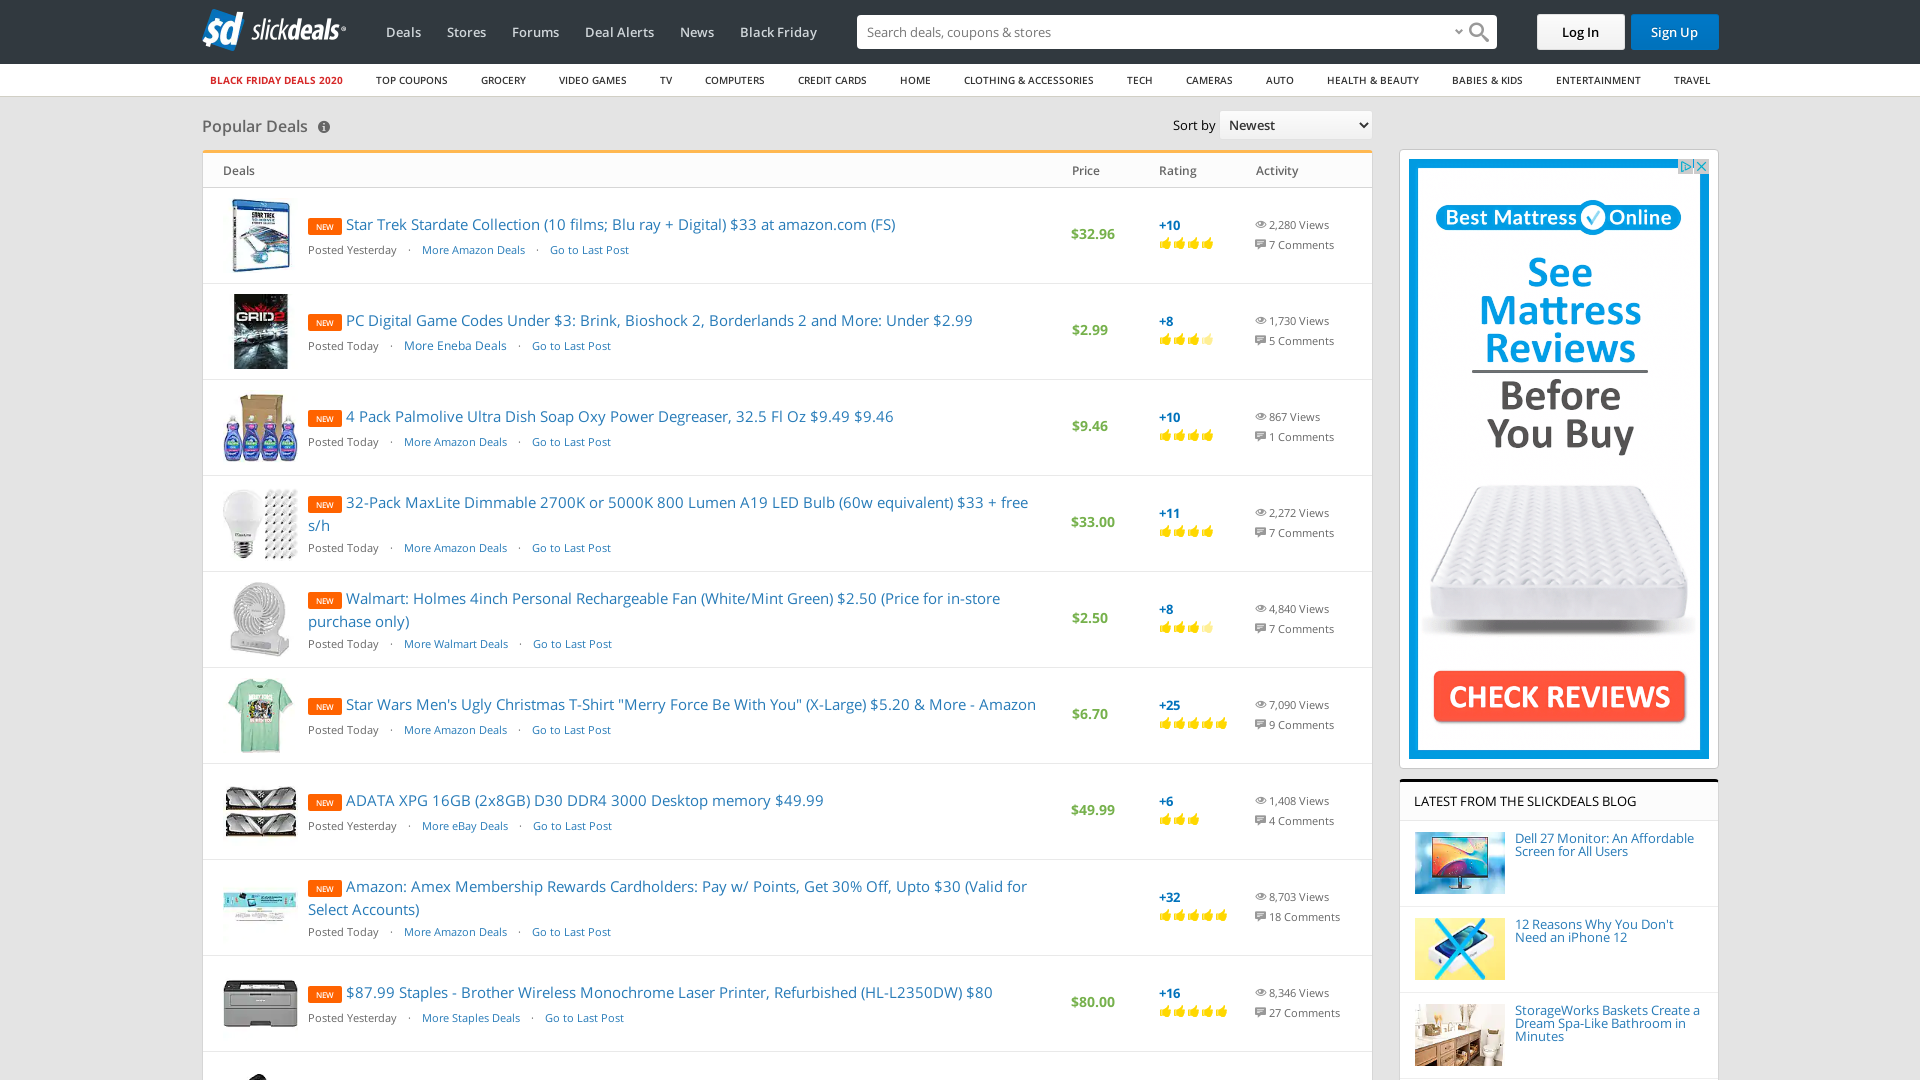 sd slickdeals
Deals Stores Forums Deal Alerts News Black Friday
Search deals, coupons & shopping
Log In
Sign Up
BLACK FRIDAY DEALS 2020 TOP COUPONS GROCERY VIDEO GAMES TV COMPUTERS CREDIT CARDS HOME CLOTHING & ACCESSORIES TECH CAMERAS AUTO HEALTH & BEAUTY BABIES & KIDS ENTERTAINMENT TRAVEL
Popular Deals
Sort by Newest
Deals Price Rating Activity
NEW Star Trek Stardate Collection (10 films; Blu ray + Digital) $33 at amazon.com (FS)
Posted Yesterday · More Amazon Deals · Go to Last Post
$32.96
+10
2,280 Views
7 Comments
GRID2
NEW PC Digital Game Codes Under $3: Brink, Bioshock 2, Borderlands 2 and More: Under $2.99
Posted Today · More Eneba Deals · Go to Last Post
$2.99
+8
1,730 Views
5 Comments
NEW 4 Pack Palmolive Ultra Dish Soap Oxy Power Degreaser, 32.5 Fl Oz $9.49 $9.46
Posted Today · More Amazon Deals · Go to Last Post
$9.46
+10
867 Views
1 Comments
NEW 32-Pack MaxLite Dimmable 2700K or 5000K 800 Lumen A19 LED Bulb (60w equivalent) $33 + free
s/h
Posted Today · More Amazon Deals · Go to Last Post
$33.00
+11
2,272 Views
7 Comments
NEW Walmart: Holmes 4inch Personal Rechargeable Fan (White/Mint Green) $2.50 (Price for in-store
purchase only)
Posted Today · More Walmart Deals · Go to Last Post
$2.50
+8
4,840 Views
7 Comments
NEW Star Wars Men's Ugly Christmas T-Shirt "Merry Force Be With You" (X-Large) $5.20 & More - Amazon
Posted Today · More Amazon Deals · Go to Last Post
$6.70
+25
7,090 Views
9 Comments
NEW ADATA XPG 16GB (2x8GB) D30 DDR4 3000 Desktop memory $49.99
Posted Yesterday · More eBay Deals · Go to Last Post
$49.99
+6
1,408 Views
4 Comments
NEW Amazon: Amex Membership Rewards Cardholders: Pay w/ Points, Get 30% Off, Upto $30 (Valid for
Select Accounts)
Posted Today · More Amazon Deals · Go to Last Post
+32
8,703 Views
18 Comments
NEW $87.99 Staples - Brother Wireless Monochrome Laser Printer, Refurbished (HL-L2350DW) $80
Posted Yesterday · More Staples Deals · Go to Last Post
$80.00
+16
8,346 Views
27 Comments
Best Mattress Online
See
Mattress
Reviews
Before
You Buy
CHECK REVIEWS
LATEST FROM THE SLICKDEALS BLOG
Dell 27 Monitor: An Affordable
Screen for All Users
12 Reasons Why You Don't
Need an iPhone 12
StorageWorks Baskets Create a
Dream Spa-Like Bathroom in
Minutes